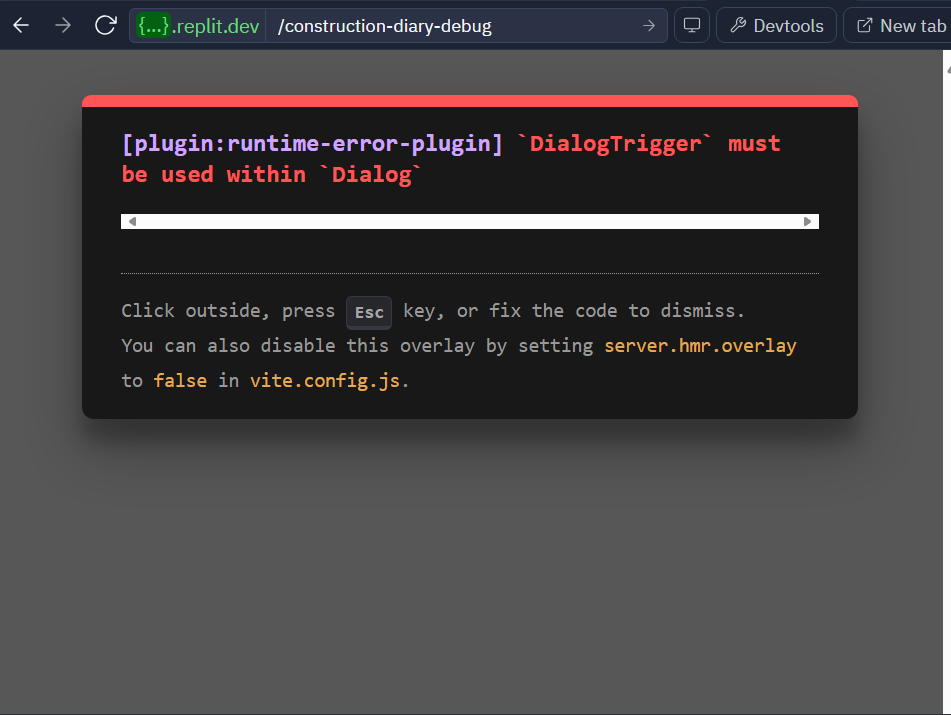 {...}.replit.dev /construction-diary-debug Devtools New tab
[plugin:runtime-error-plugin] `DialogTrigger` must
be used within `Dialog`
Click outside, press Esc key, or fix the code to dismiss.
You can also disable this overlay by setting server.hmr.overlay
to false in vite.config.js.